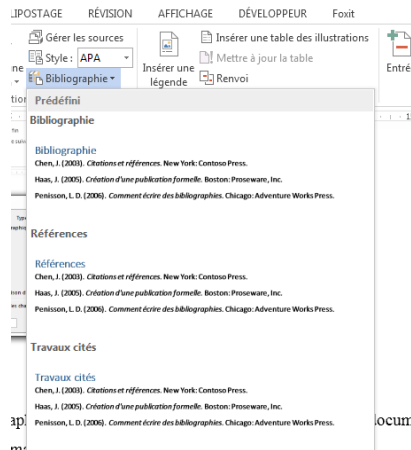 IPOSTAGE RÉVISION AFFICHAGE DÉVELOPPEUR Foxit
Gérer les sources
Insérer une table des illustrations
Style : APA
Mettre à jour la table
Insérer une légende
Entré
Bibliographie
Renvoi
Prédéfini
Bibliographie
Bibliographie
Chen, J. (2003). Citations et références. New York: Contoso Press.
Haas, J. (2005). Création d'une publication formelle. Boston: Proseware, Inc.
Penisson, L. D. (2006). Comment écrire des bibliographies. Chicago: Adventure Works Press.
Références
Références
Chen, J. (2003). Citations et références. New York: Contoso Press.
Haas, J. (2005). Création d'une publication formelle. Boston: Proseware, Inc.
Penisson, L. D. (2006). Comment écrire des bibliographies. Chicago: Adventure Works Press.
Travaux cités
Travaux cités
Chen, J. (2003). Citations et références. New York: Contoso Press.
Haas, J. (2005). Création d'une publication formelle. Boston: Proseware, Inc.
Penisson, L. D. (2006). Comment écrire des bibliographies. Chicago: Adventure Works Press.